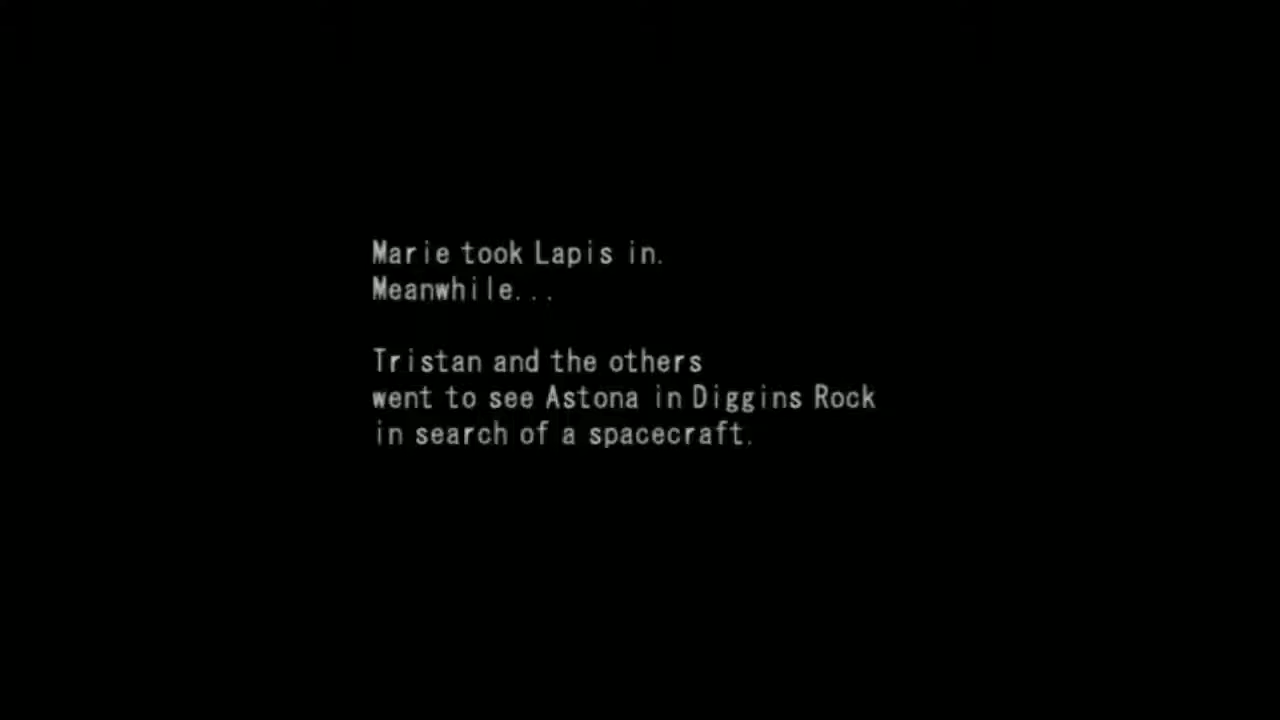 Marie took Lapis in.
Meanwhile...
Tristan and the others
went to see Astona in Diggins Rock
in search of a spacecraft.